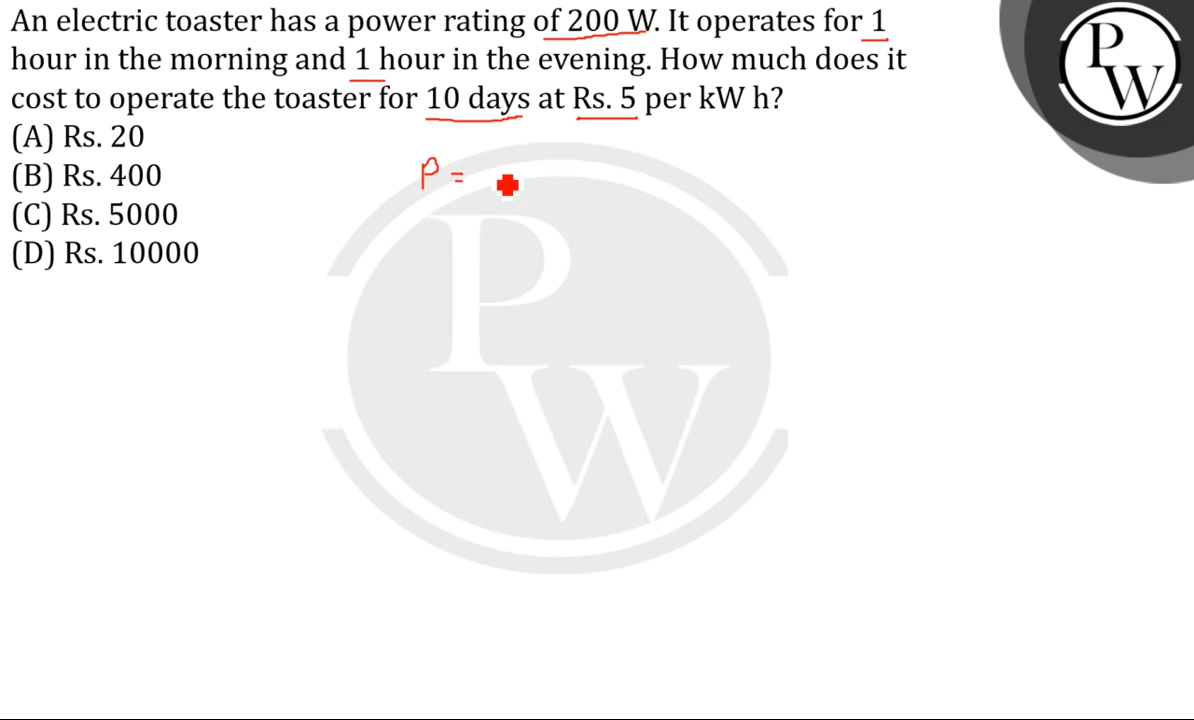 An electric toaster has a power rating of 200 W. It operates for 1
hour in the morning and 1 hour in the evening. How much does it
cost to operate the toaster for 10 days at Rs. 5 per kW h?
(A) Rs. 20
(B) Rs. 400
(C) Rs. 5000
(D) Rs. 10000
P =
PW
PW